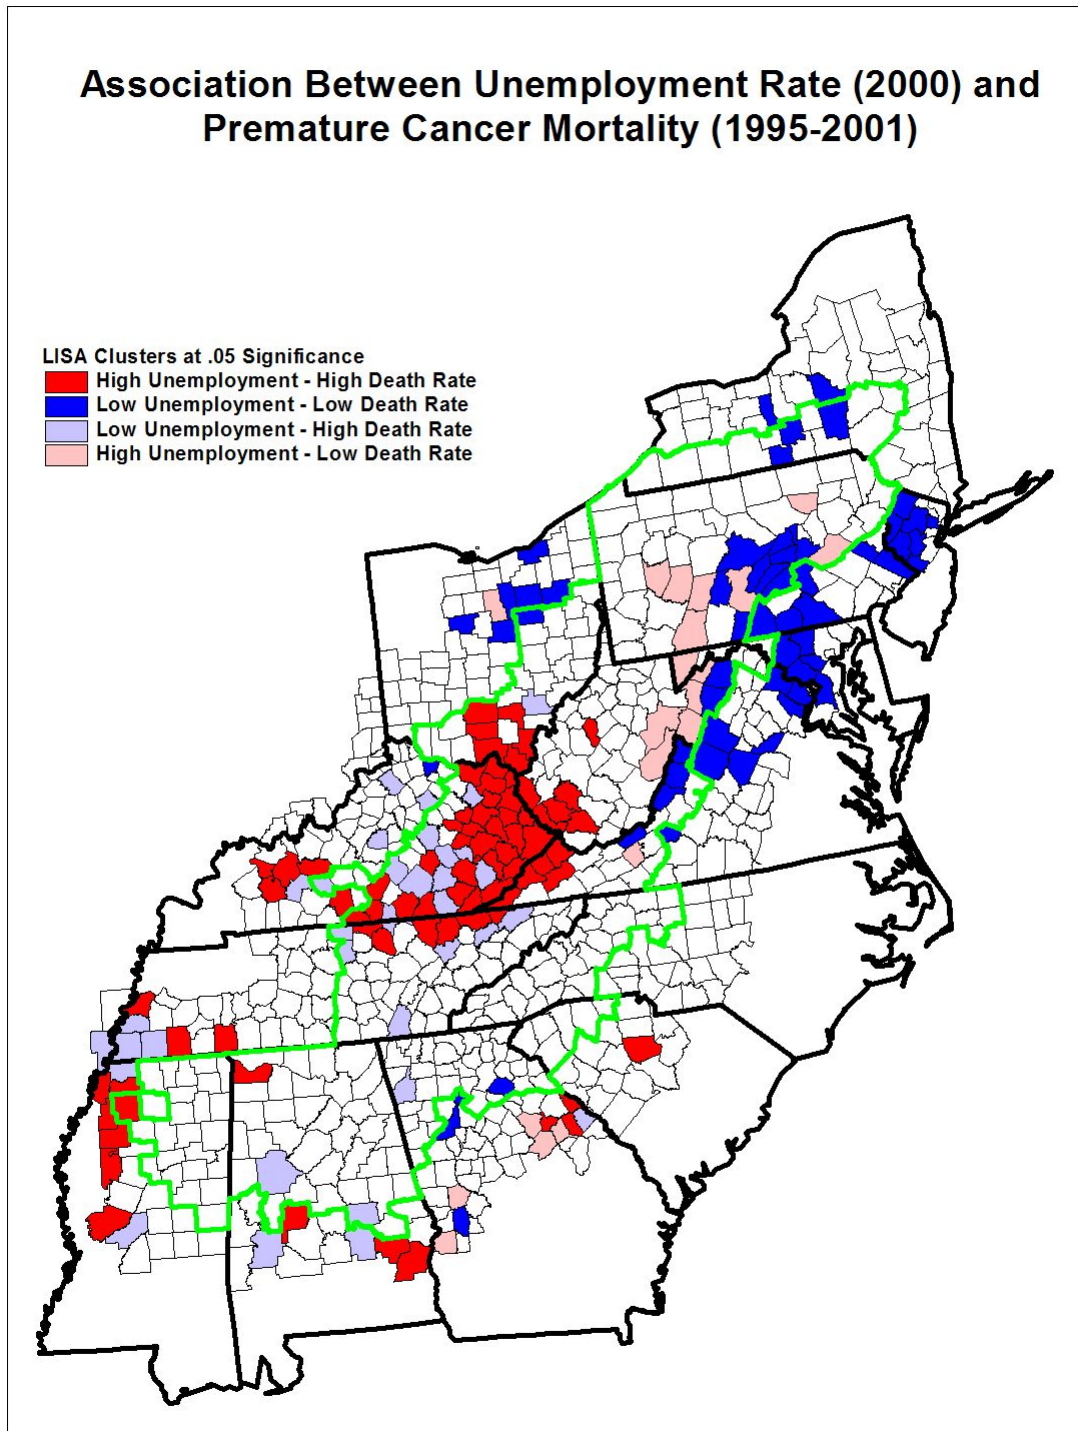 Association Between Unemployment Rate (2000) and
Premature Cancer Mortality (1995-2001)
LISA Clusters at .05 Significance
High Unemployment - High Death Rate
Low Unemployment - Low Death Rate
Low Unemployment - High Death Rate
High Unemployment - Low Death Rate